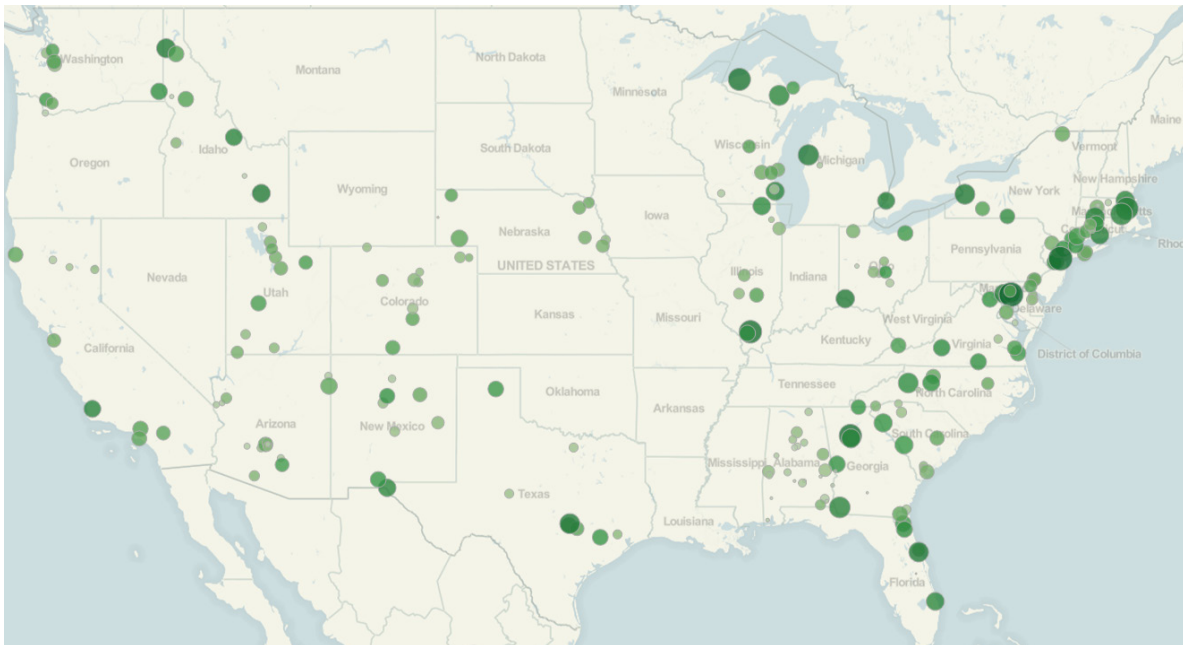 Washington
Montana
North Dakota
Minnesota
Maine
Oregon
Idaho
South Dakota
Wisconsin
Michigan
Vermont
New Hampshire
Wyoming
New York
Iowa
Nebraska
Pennsylvania
UNITED STATES
Nevada
Utah
Colorado
Illinois
Indiana
Kansas
Missouri
West Virginia
Delaware
California
Kentucky
Virginia
District of Columbia
Tennessee
North Carolina
Oklahoma
Arkansas
Arizona
New Mexico
South Carolina
Mississippi
Alabama
Georgia
Texas
Louisiana
Florida